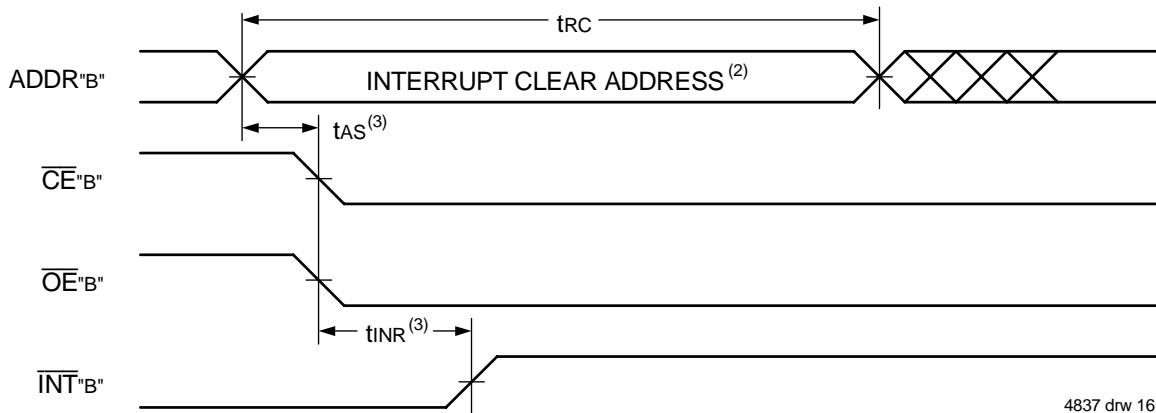 tRC
ADDR"B"
INTERRUPT CLEAR ADDRESS(2)
tAS(3)
CE"B"
OE"B"
tINR(3)
INT"B"
4837 drw 16